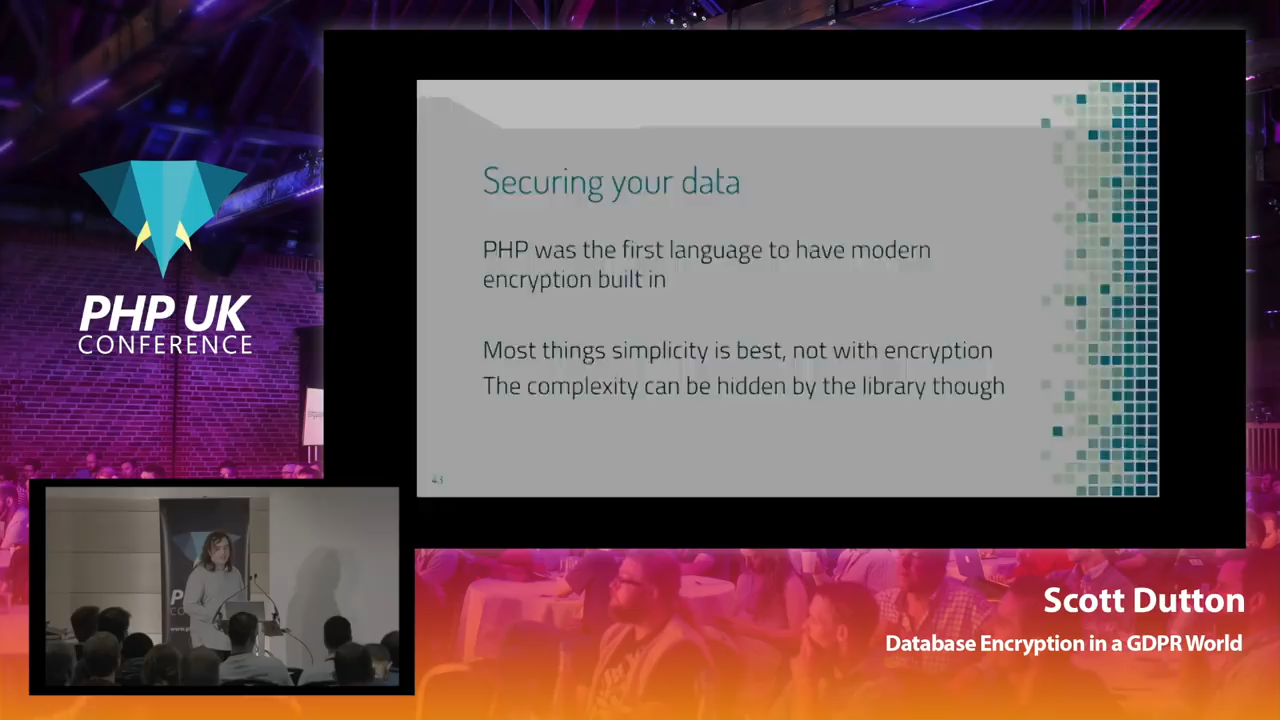 PHP UK
CONFERENCE
Securing your data
PHP was the first language to have modern
encryption built in
Most things simplicity is best, not with encryption
The complexity can be hidden by the library though
43
Scott Dutton
Database Encryption in a GDPR World